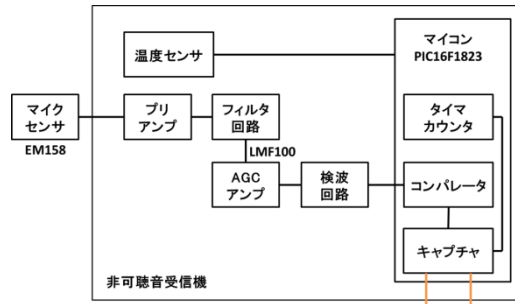 マイコン
PIC16F1823
温度センサ
マイク
センサ
EM158
プリ
アンプ
フィルタ
回路
LMF100
タイマ
カウンタ
AGC
アンプ
検波
回路
コンパレータ
キャプチャ
非可聴音受信機